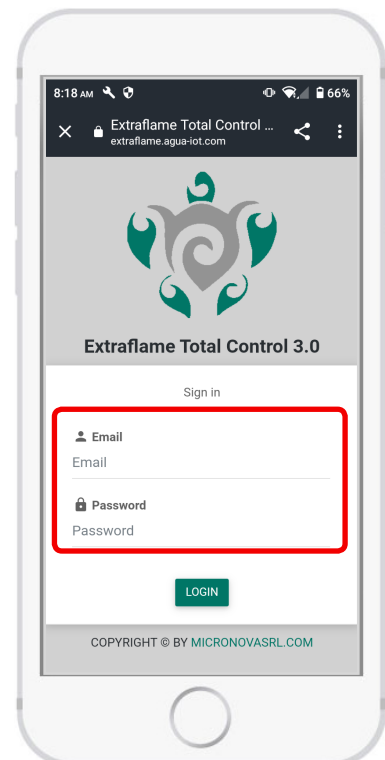 8:18 AM 66%
Extraflame Total Control ...
extraflame.agua-iot.com
Extraflame Total Control 3.0
Sign in
Email
Email
Password
Password
LOGIN
COPYRIGHT © BY MICRONOVASRL.COM